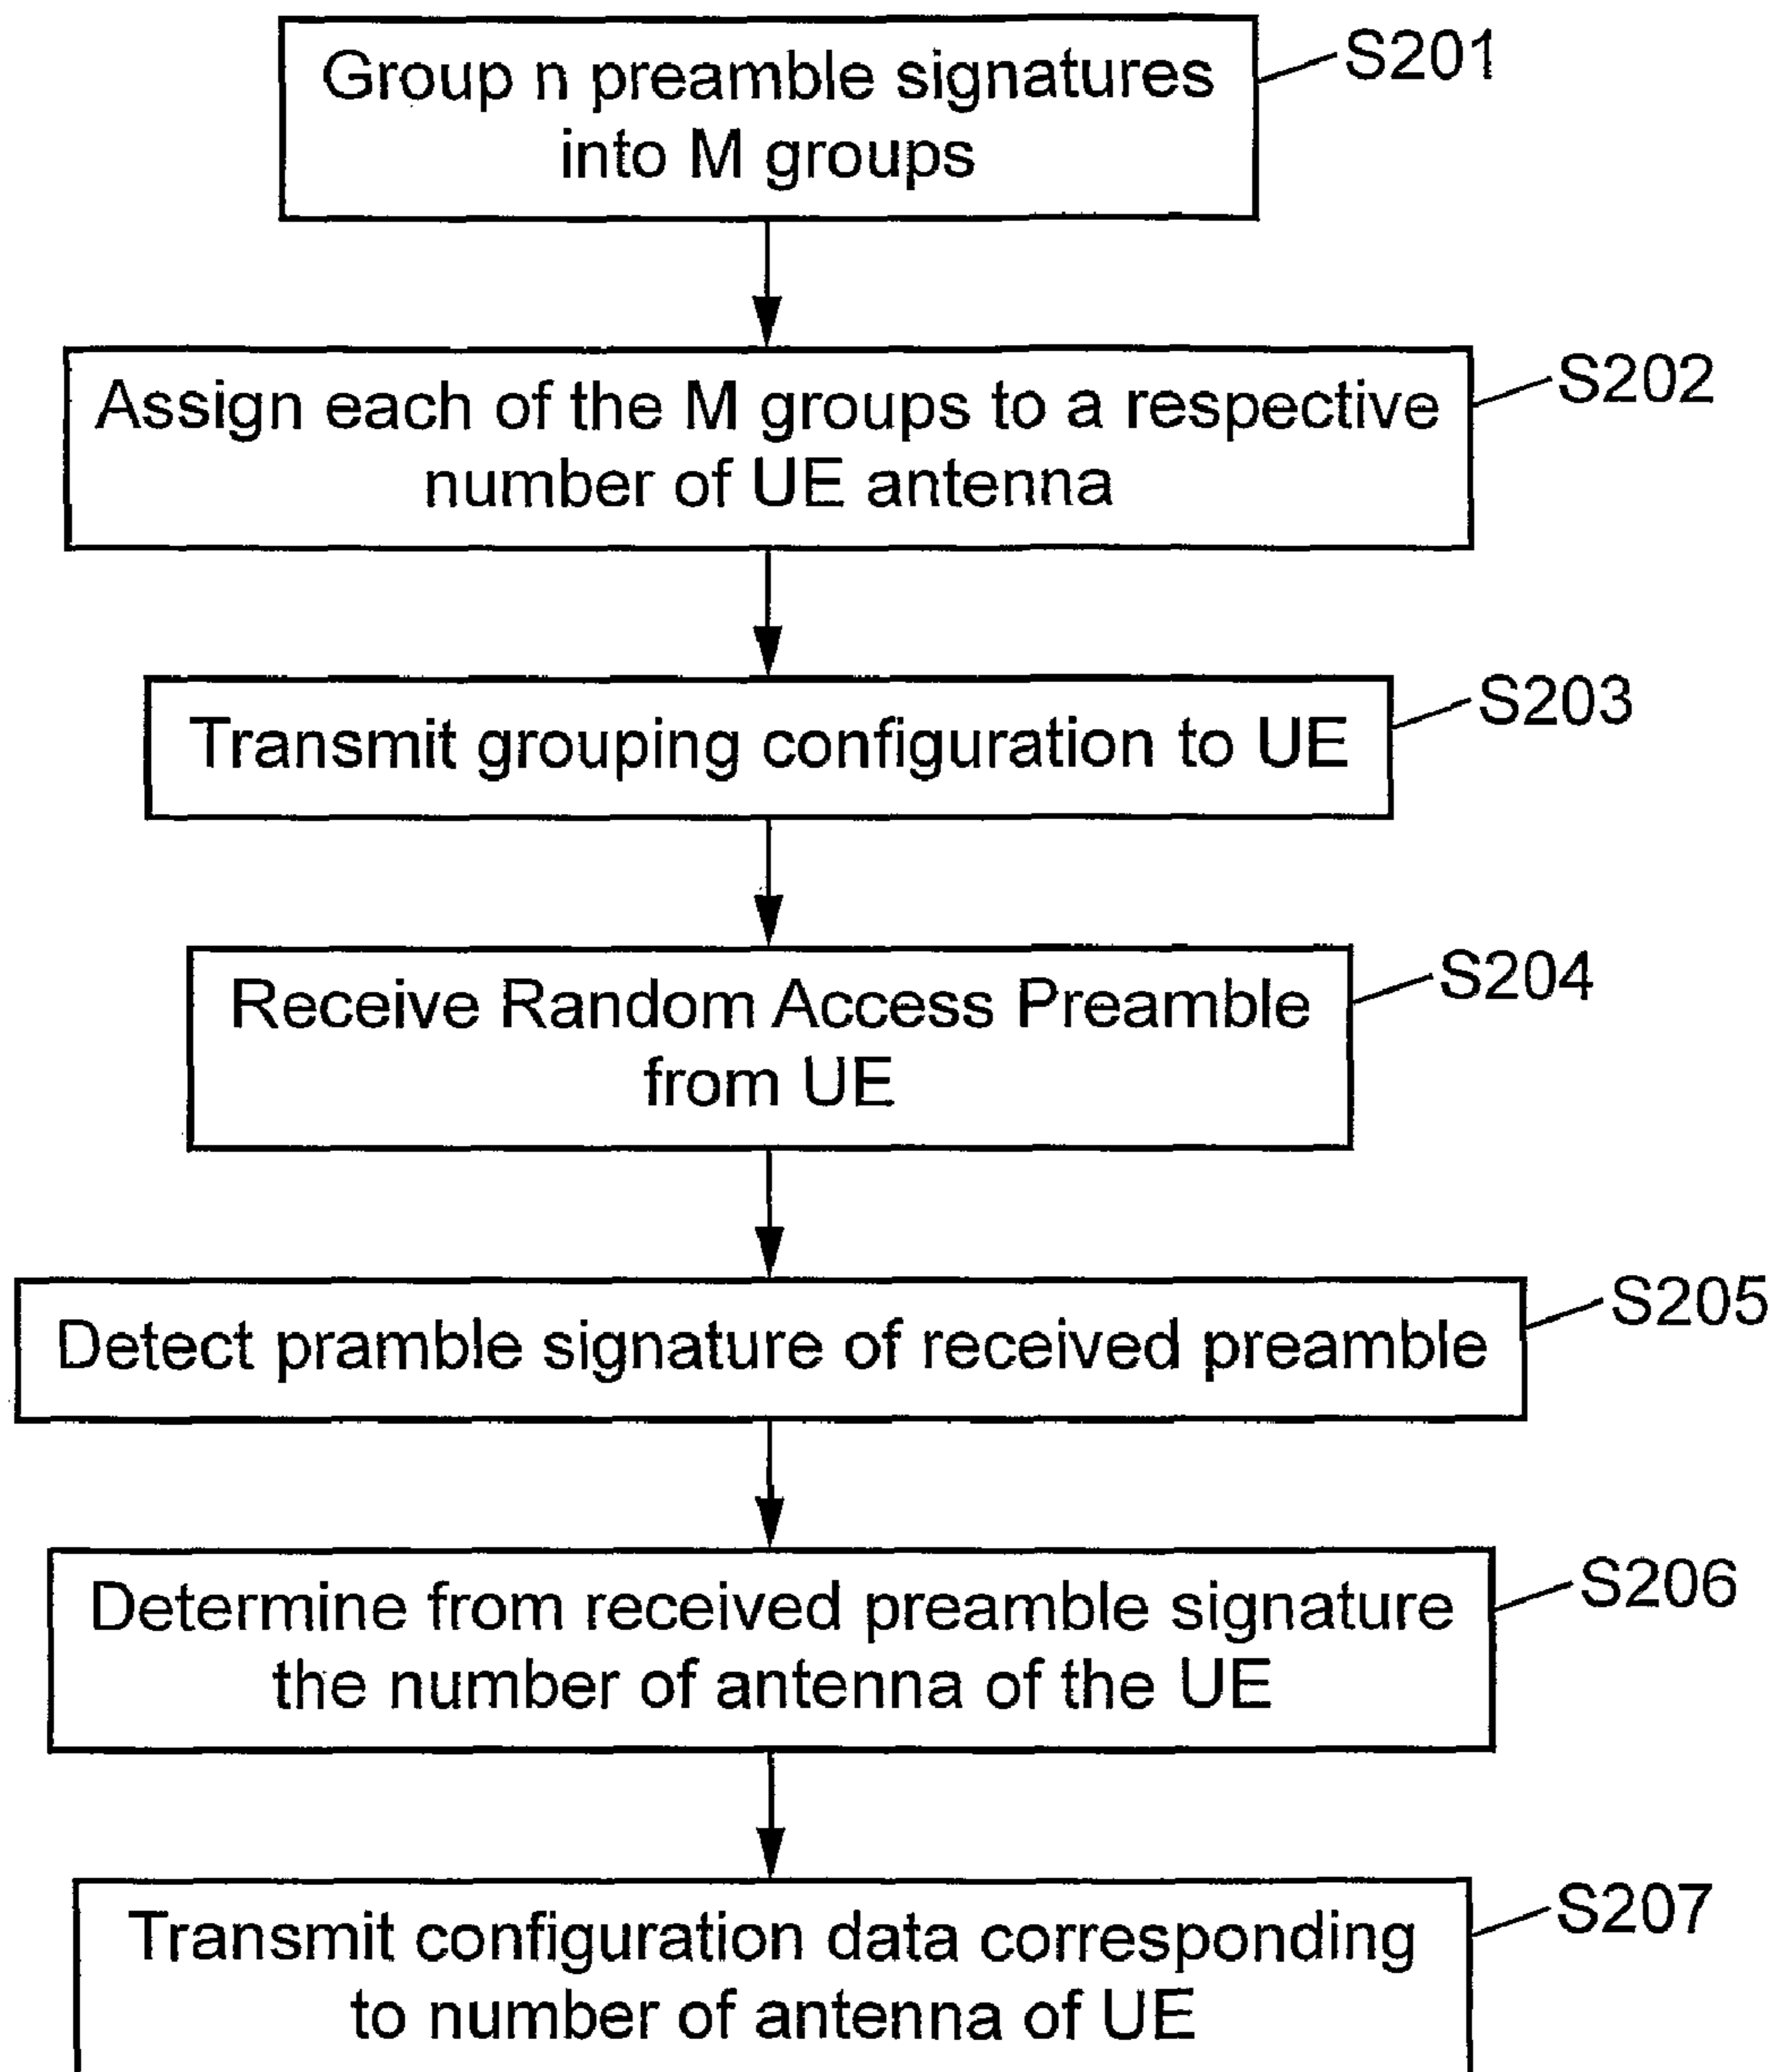 Group n preamble signatures
into M groups
S201
Assign each of the M groups to a respective
number of UE antenna
S202
Transmit grouping configuration to UE
S203
Receive Random Access Preamble
from UE
S204
Detect pramble signature of received preamble
S205
Determine from received preamble signature
the number of antenna of the UE
S206
Transmit configuration data corresponding
to number of antenna of UE
S207